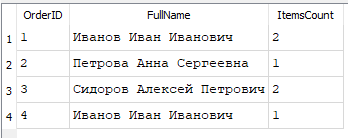 OrderID FullName ItemsCount
1 1 Иванов Иван Иванович 2
2 2 Петрова Анна Сергеевна 1
3 3 Сидоров Алексей Петрович 2
4 4 Иванов Иван Иванович 1